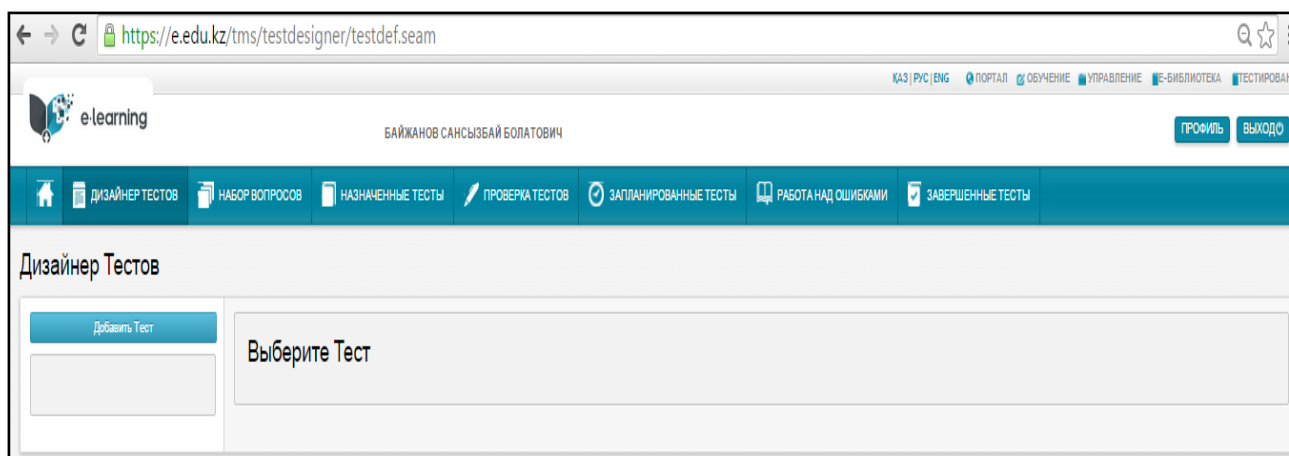 https://e.edu.kz/tms/testdesigner/testdef.seam
ҚАЗ | РУС | ENG ПОРТАЛ ОБУЧЕНИЕ УПРАВЛЕНИЕ Е-БИБЛИОТЕКА ТЕСТИРОВАН
e-learning
БАЙЖАНОВ САНСЫЗБАЙ БОЛАТОВИЧ
ПРОФИЛЬ ВЫХОД
ДИЗАЙНЕР ТЕСТОВ НАБОР ВОПРОСОВ НАЗНАЧЕННЫЕ ТЕСТЫ ПРОВЕРКА ТЕСТОВ ЗАПЛАНИРОВАННЫЕ ТЕСТЫ РАБОТА НАД ОШИБКАМИ ЗАВЕРШЕННЫЕ ТЕСТЫ
Дизайнер Тестов
Добавить Тест
Выберите Тест